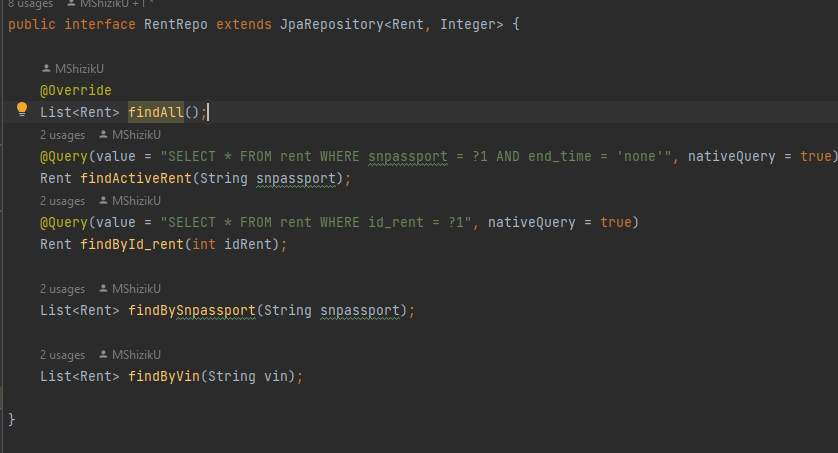 8 usages MShizikU +1 *
public interface RentRepo extends JpaRepository<Rent, Integer> {
MShizikU
@Override
List<Rent> findAll();
2 usages MShizikU
@Query(value = "SELECT * FROM rent WHERE snpassport = ?1 AND end_time = 'none'", nativeQuery = true)
Rent findActiveRent(String snpassport);
2 usages MShizikU
@Query(value = "SELECT * FROM rent WHERE id_rent = ?1", nativeQuery = true)
Rent findById_rent(int idRent);
2 usages MShizikU
List<Rent> findBySnpassport(String snpassport);
2 usages MShizikU
List<Rent> findByVin(String vin);
}